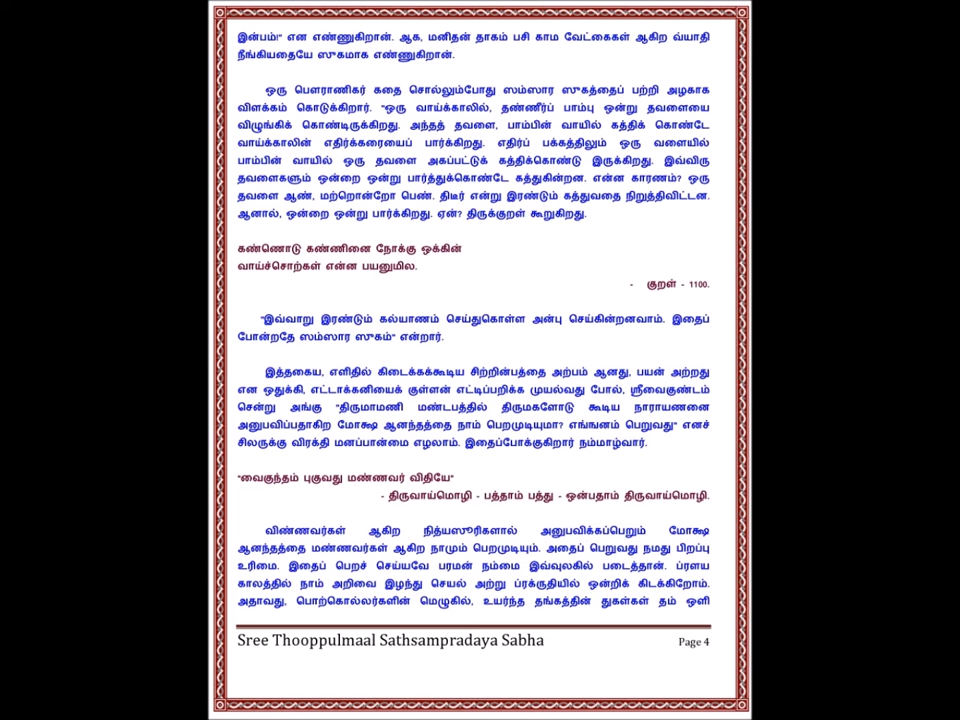 இன்பம்!" என எண்ணுகிறான். ஆக, மனிதன் தாகம் பசி காம வேட்கைகள் ஆகிற வ்யாதி
நீங்கியதையே ஸுகமாக எண்ணுகிறான்.
ஒரு பௌராணிகர் கதை சொல்லும்போது ஸம்ஸார ஸுகத்தைப் பற்றி அழகாக
விளக்கம் கொடுக்கிறார். "ஒரு வாய்க்காலில், தண்ணீர்ப் பாம்பு ஒன்று தவளையை
விழுங்கிக் கொண்டிருக்கிறது. அந்தத் தவளை, பாம்பின் வாயில் கத்திக் கொண்டே
வாய்க்காலின் எதிர்க்கரையைப் பார்க்கிறது. எதிர்ப் பக்கத்திலும் ஒரு வளையில்
பாம்பின் வாயில் ஒரு தவளை அகப்பட்டுக் கத்திக்கொண்டு இருக்கிறது. இவ்விரு
தவளைகளும் ஒன்றை ஒன்று பார்த்துக்கொண்டே கத்துகின்றன. என்ன காரணம்? ஒரு
தவளை ஆண், மற்றொன்றோ பெண். திடீர் என்று இரண்டும் கத்துவதை நிறுத்திவிட்டன.
ஆனால், ஒன்றை ஒன்று பார்க்கிறது. ஏன்? திருக்குறள் கூறுகிறது.
கண்ணொடு கண்ணினை நோக்கு ஒக்கின்
வாய்ச்சொற்கள் என்ன பயனுமில.
- குறள் - 1100.
"இவ்வாறு இரண்டும் கல்யாணம் செய்துகொள்ள அன்பு செய்கின்றனவாம். இதைப்
போன்றதே ஸம்ஸார ஸுகம்" என்றார்.
இத்தகைய, எளிதில் கிடைக்கக்கூடிய சிற்றின்பத்தை அற்பம் ஆனது, பயன் அற்றது
என ஒதுக்கி, எட்டாக்கனியைக் குள்ளன் எட்டிப்பறிக்க முயல்வது போல், ஸ்ரீவைகுண்டம்
சென்று அங்கு "திருமாமணி மண்டபத்தில் திருமகளோடு கூடிய நாராயணனை
அனுபவிப்பதாகிற மோக்ஷ ஆனந்தத்தை நாம் பெறமுடியுமா? எங்ஙனம் பெறுவது" எனச்
சிலருக்கு விரக்தி மனப்பான்மை எழலாம். இதைப்போக்குகிறார் நம்மாழ்வார்.
"வைகுந்தம் புகுவது மண்ணவர் விதியே"
- திருவாய்மொழி - பத்தாம் பத்து - ஒன்பதாம் திருவாய்மொழி.
விண்ணவர்கள் ஆகிற நித்யஸூரிகளால் அனுபவிக்கப்பெறும் மோக்ஷ
ஆனந்தத்தை மண்ணவர்கள் ஆகிற நாமும் பெறமுடியும். அதைப் பெறுவது நமது பிறப்பு
உரிமை. இதைப் பெறச் செய்யவே பரமன் நம்மை இவ்வுலகில் படைத்தான். ப்ரளய
காலத்தில் நாம் அறிவை இழந்து செயல் அற்று ப்ரக்ருதியில் ஒன்றிக் கிடக்கிறோம்.
அதாவது, பொற்கொல்லர்களின் மெழுகில், உயர்ந்த தங்கத்தின் துகள்கள் தம் ஒளி
Sree Thooppulmaal Sathsampradaya Sabha
Page 4